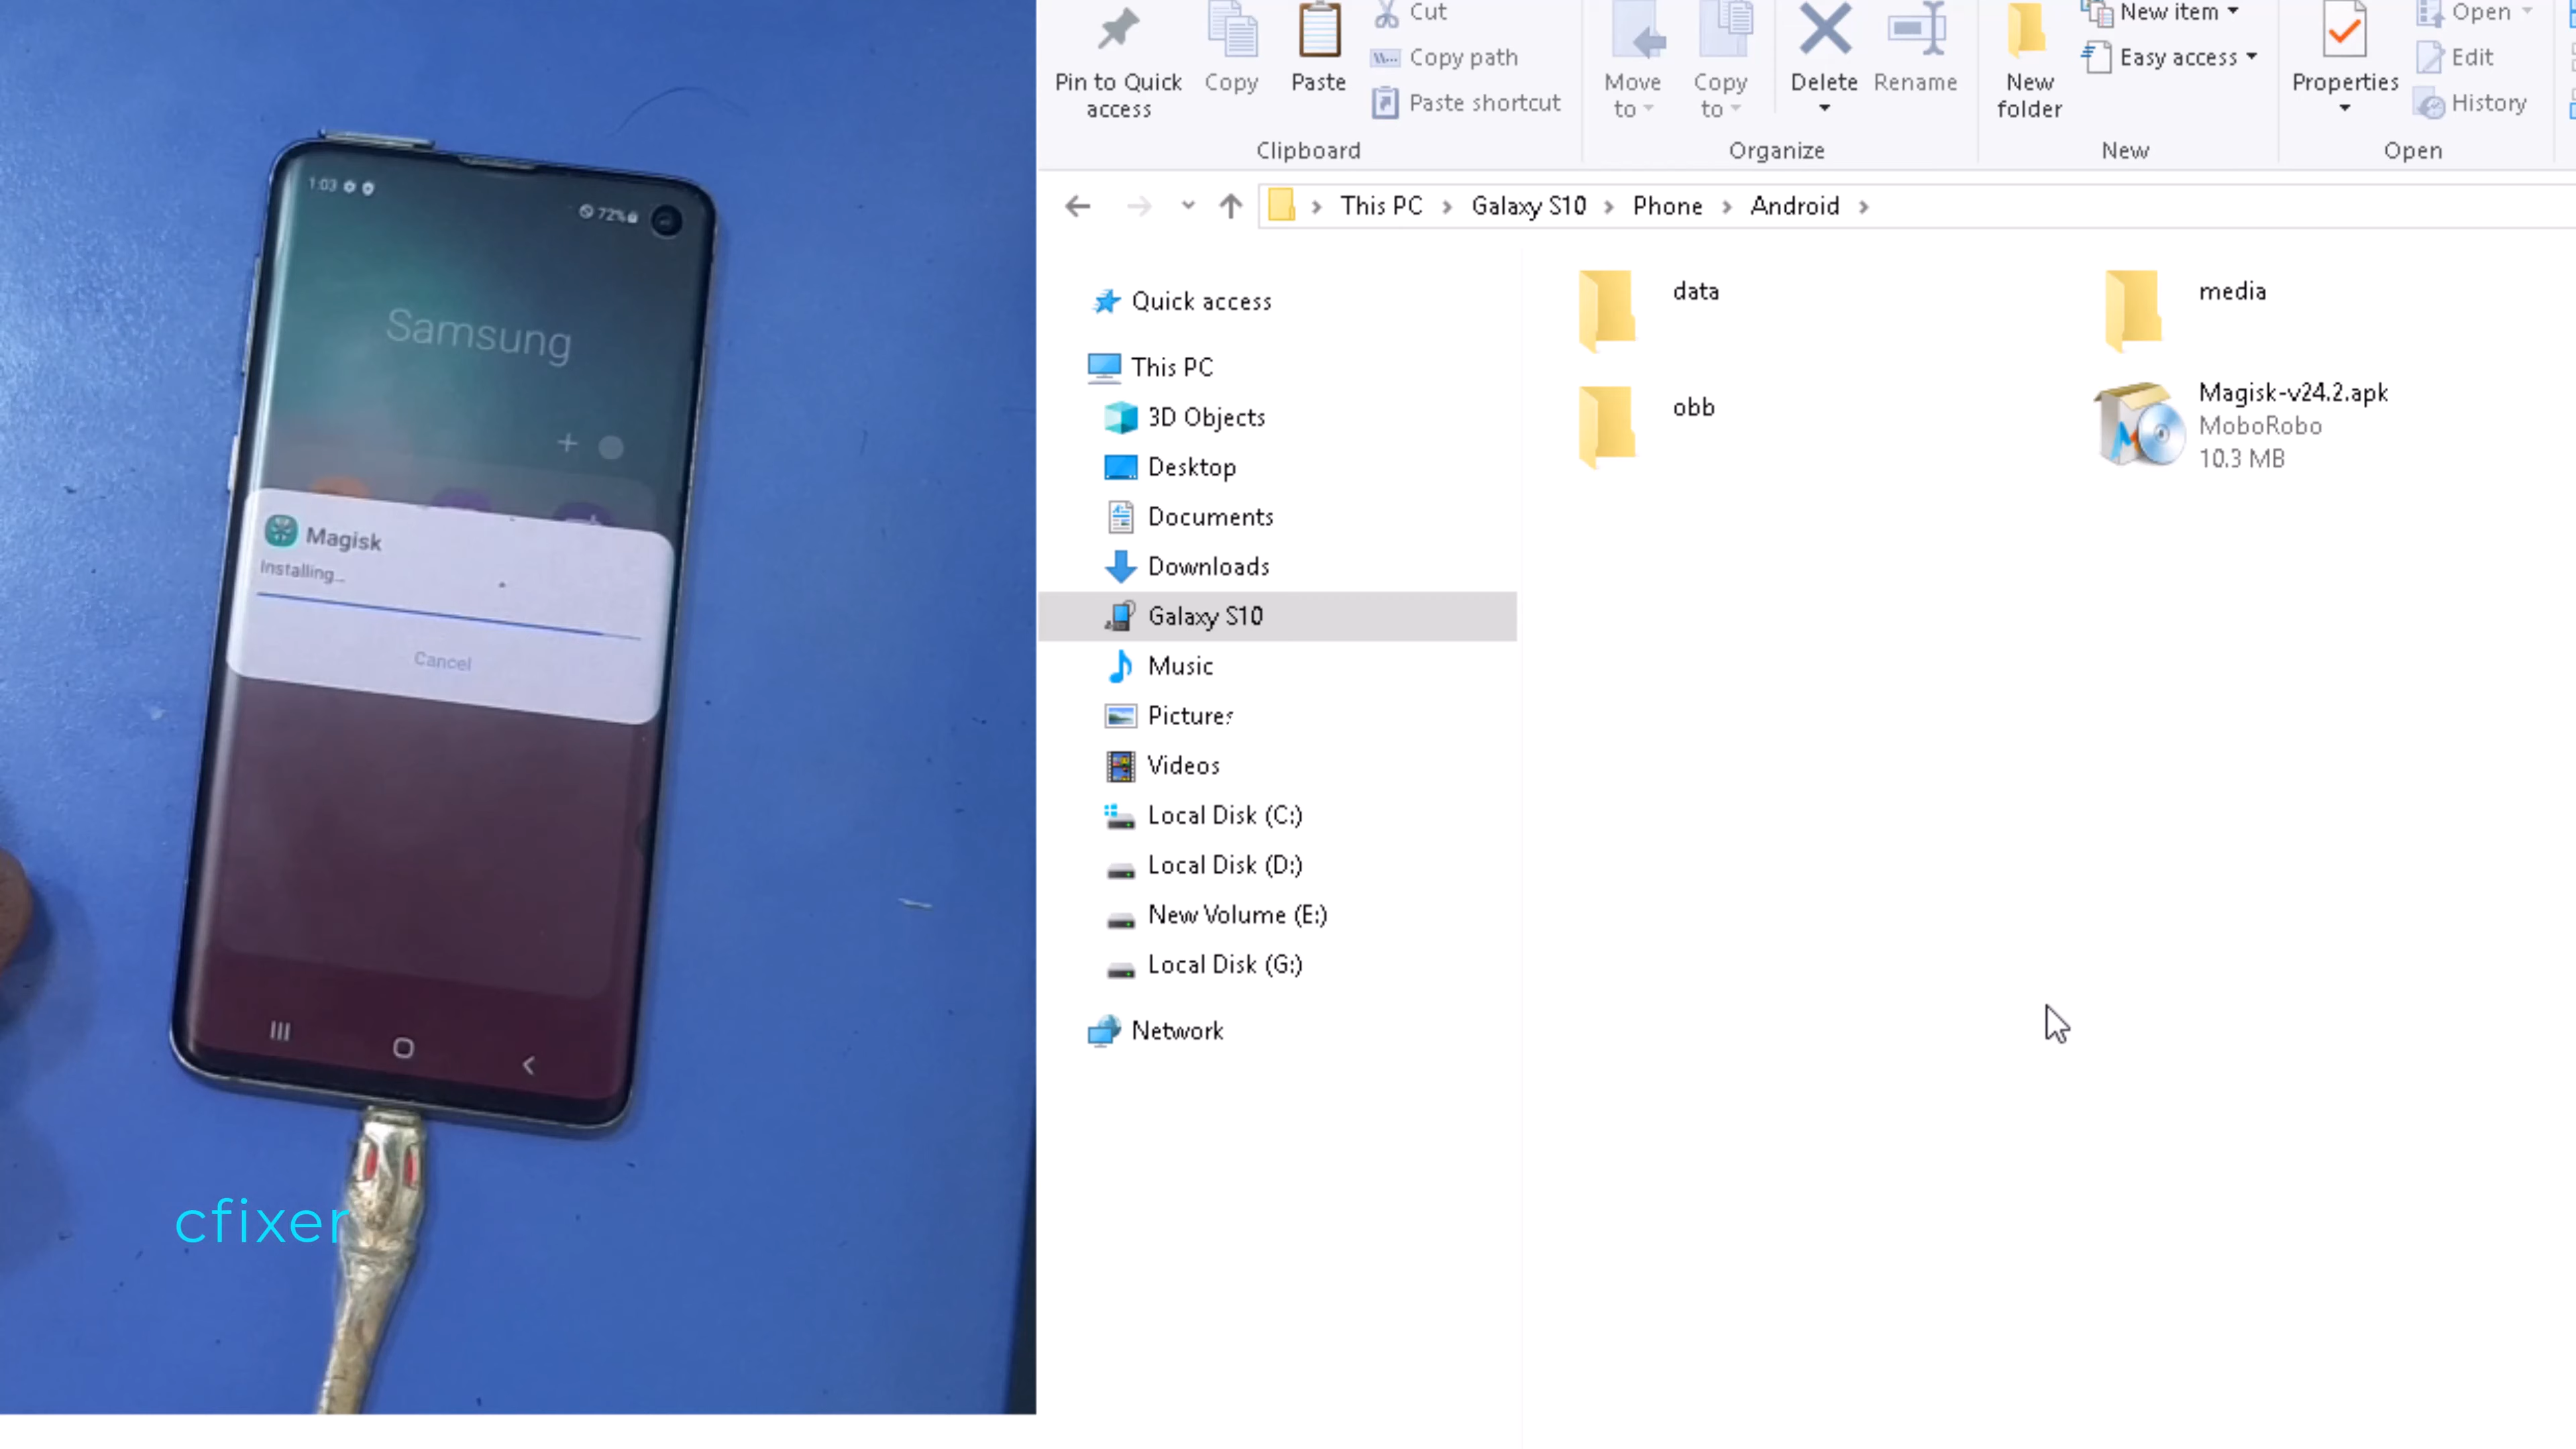 1:03
72%
Samsung
Magisk
Installing...
Cancel
cfixer
Pin to Quick access
Copy
Paste
Cut
Copy path
Paste shortcut
Clipboard
Move to
Copy to
Delete
Rename
Organize
New folder
New item
Easy access
New
Properties
Open
Edit
History
Open
This PC > Galaxy S10 > Phone > Android >
Quick access
This PC
3D Objects
Desktop
Documents
Downloads
Galaxy S10
Music
Pictures
Videos
Local Disk (C:)
Local Disk (D:)
New Volume (E:)
Local Disk (G:)
Network
data
media
obb
Magisk-v24.2.apk
MoboRobo
10.3 MB